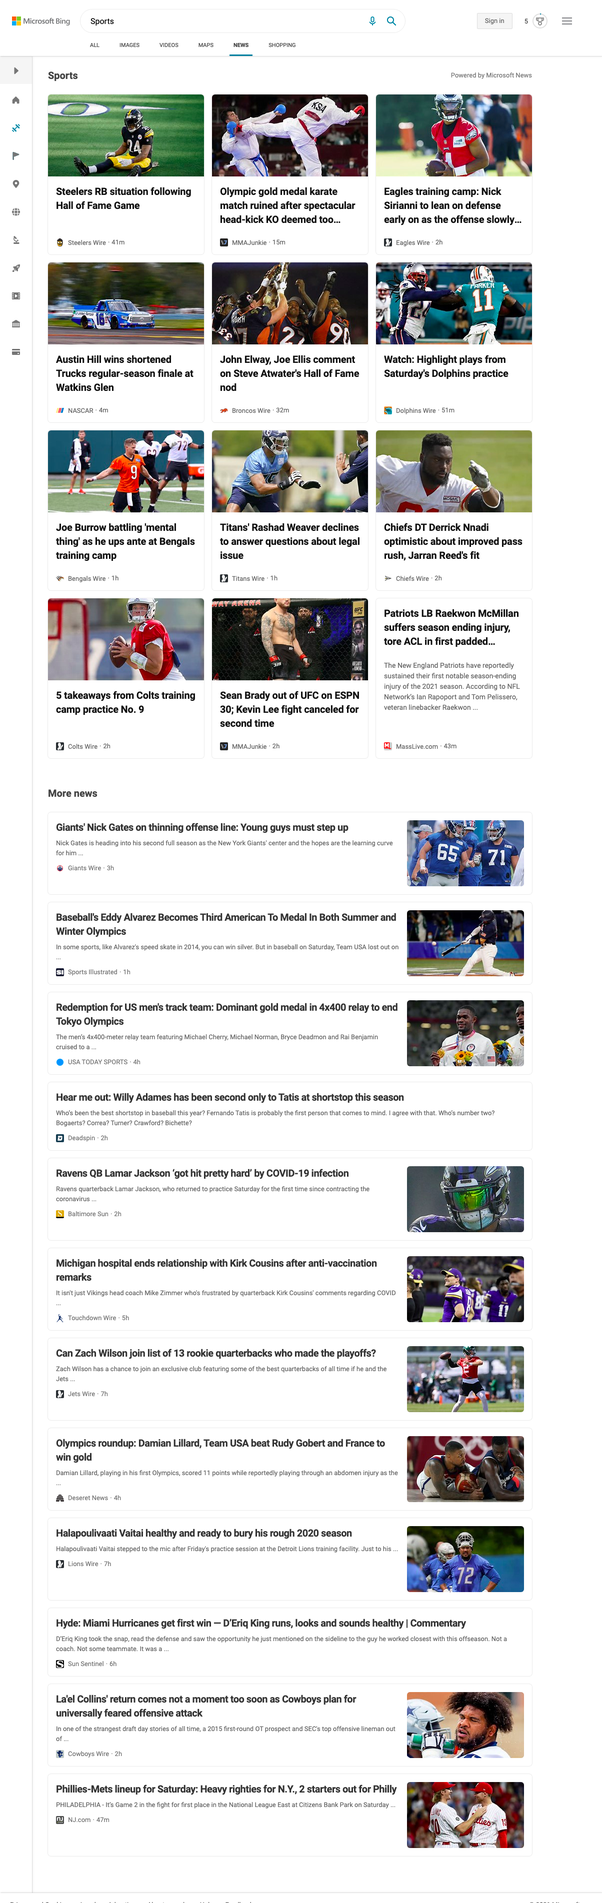 Microsoft Bing
Sports
Sign in
5
ALL
IMAGES
VIDEOS
MAPS
NEWS
SHOPPING
Sports
Powered by Microsoft News
Steelers RB situation following
Hall of Fame Game
Steelers Wire · 41m
Olympic gold medal karate
match ruined after spectacular
head-kick KO deemed too...
MMAJunkie · 15m
Eagles training camp: Nick
Sirianni to lean on defense
early on as the offense slowly...
Eagles Wire · 2h
Austin Hill wins shortened
Trucks regular-season finale at
Watkins Glen
NASCAR · 4m
John Elway, Joe Ellis comment
on Steve Atwater's Hall of Fame
nod
Broncos Wire · 32m
Watch: Highlight plays from
Saturday's Dolphins practice
Dolphins Wire · 51m
Joe Burrow battling 'mental
thing' as he ups ante at Bengals
training camp
Bengals Wire · 1h
Titans' Rashad Weaver declines
to answer questions about legal
issue
Titans Wire · 1h
Chiefs DT Derrick Nnadi
optimistic about improved pass
rush, Jarran Reed's fit
Chiefs Wire · 2h
5 takeaways from Colts training
camp practice No. 9
Colts Wire · 2h
Sean Brady out of UFC on ESPN
30; Kevin Lee fight canceled for
second time
MMAJunkie · 2h
Patriots LB Raekwon McMillan
suffers season ending injury,
tore ACL in first padded...
The New England Patriots have reportedly
sustained their first notable season-ending
injury of the 2021 season. According to NFL
Network's Ian Rapoport and Tom Pelissero,
veteran linebacker Raekwon ...
MassLive.com · 43m
More news
Giants' Nick Gates on thinning offense line: Young guys must step up
Nick Gates is heading into his second full season as the New York Giants' center and the hopes are the learning curve
for him ...
Giants Wire · 3h
Baseball's Eddy Alvarez Becomes Third American To Medal In Both Summer and
Winter Olympics
In some sports, like Alvarez's speed skate in 2014, you can win silver. But in baseball on Saturday, Team USA lost out on
...
Sports Illustrated · 1h
Redemption for US men's track team: Dominant gold medal in 4x400 relay to end
Tokyo Olympics
The men's 4x400-meter relay team featuring Michael Cherry, Michael Norman, Bryce Deadmon and Rai Benjamin
cruised to a ...
USA TODAY SPORTS · 4h
Hear me out: Willy Adames has been second only to Tatis at shortstop this season
Who's been the best shortstop in baseball this year? Fernando Tatis is probably the first person that comes to mind. I agree with that. Who's number two?
Bogaerts? Correa? Turner? Crawford? Bichette?
Deadspin · 2h
Ravens QB Lamar Jackson 'got hit pretty hard' by COVID-19 infection
Ravens quarterback Lamar Jackson, who returned to practice Saturday for the first time since contracting the
coronavirus ...
Baltimore Sun · 2h
Michigan hospital ends relationship with Kirk Cousins after anti-vaccination
remarks
It isn't just Vikings head coach Mike Zimmer who's frustrated by quarterback Kirk Cousins' comments regarding COVID
...
Touchdown Wire · 5h
Can Zach Wilson join list of 13 rookie quarterbacks who made the playoffs?
Zach Wilson has a chance to join an exclusive club featuring some of the best quarterbacks of all time if he and the
Jets ...
Jets Wire · 7h
Olympics roundup: Damian Lillard, Team USA beat Rudy Gobert and France to
win gold
Damian Lillard, playing in his first Olympics, scored 11 points while reportedly playing through an abdomen injury as the
...
Deseret News · 4h
Halapoulivaati Vaitai healthy and ready to bury his rough 2020 season
Halapoulivaati Vaitai stepped to the mic after Friday's practice session at the Detroit Lions training facility. Just to his ...
Lions Wire · 7h
Hyde: Miami Hurricanes get first win — D'Eriq King runs, looks and sounds healthy | Commentary
D'Eriq King took the snap, read the defense and saw the opportunity he just mentioned on the sideline to the guy he worked closest with this offseason. Not a
coach. Not some teammate. It was a ...
Sun Sentinel · 6h
La'el Collins' return comes not a moment too soon as Cowboys plan for
universally feared offensive attack
In one of the strangest draft day stories of all time, a 2015 first-round OT prospect and SEC's top offensive lineman out
of ...
Cowboys Wire · 2h
Phillies-Mets lineup for Saturday: Heavy righties for N.Y., 2 starters out for Philly
PHILADELPHIA - It's Game 2 in the fight for first place in the National League East at Citizens Bank Park on Saturday ...
NJ.com · 47m